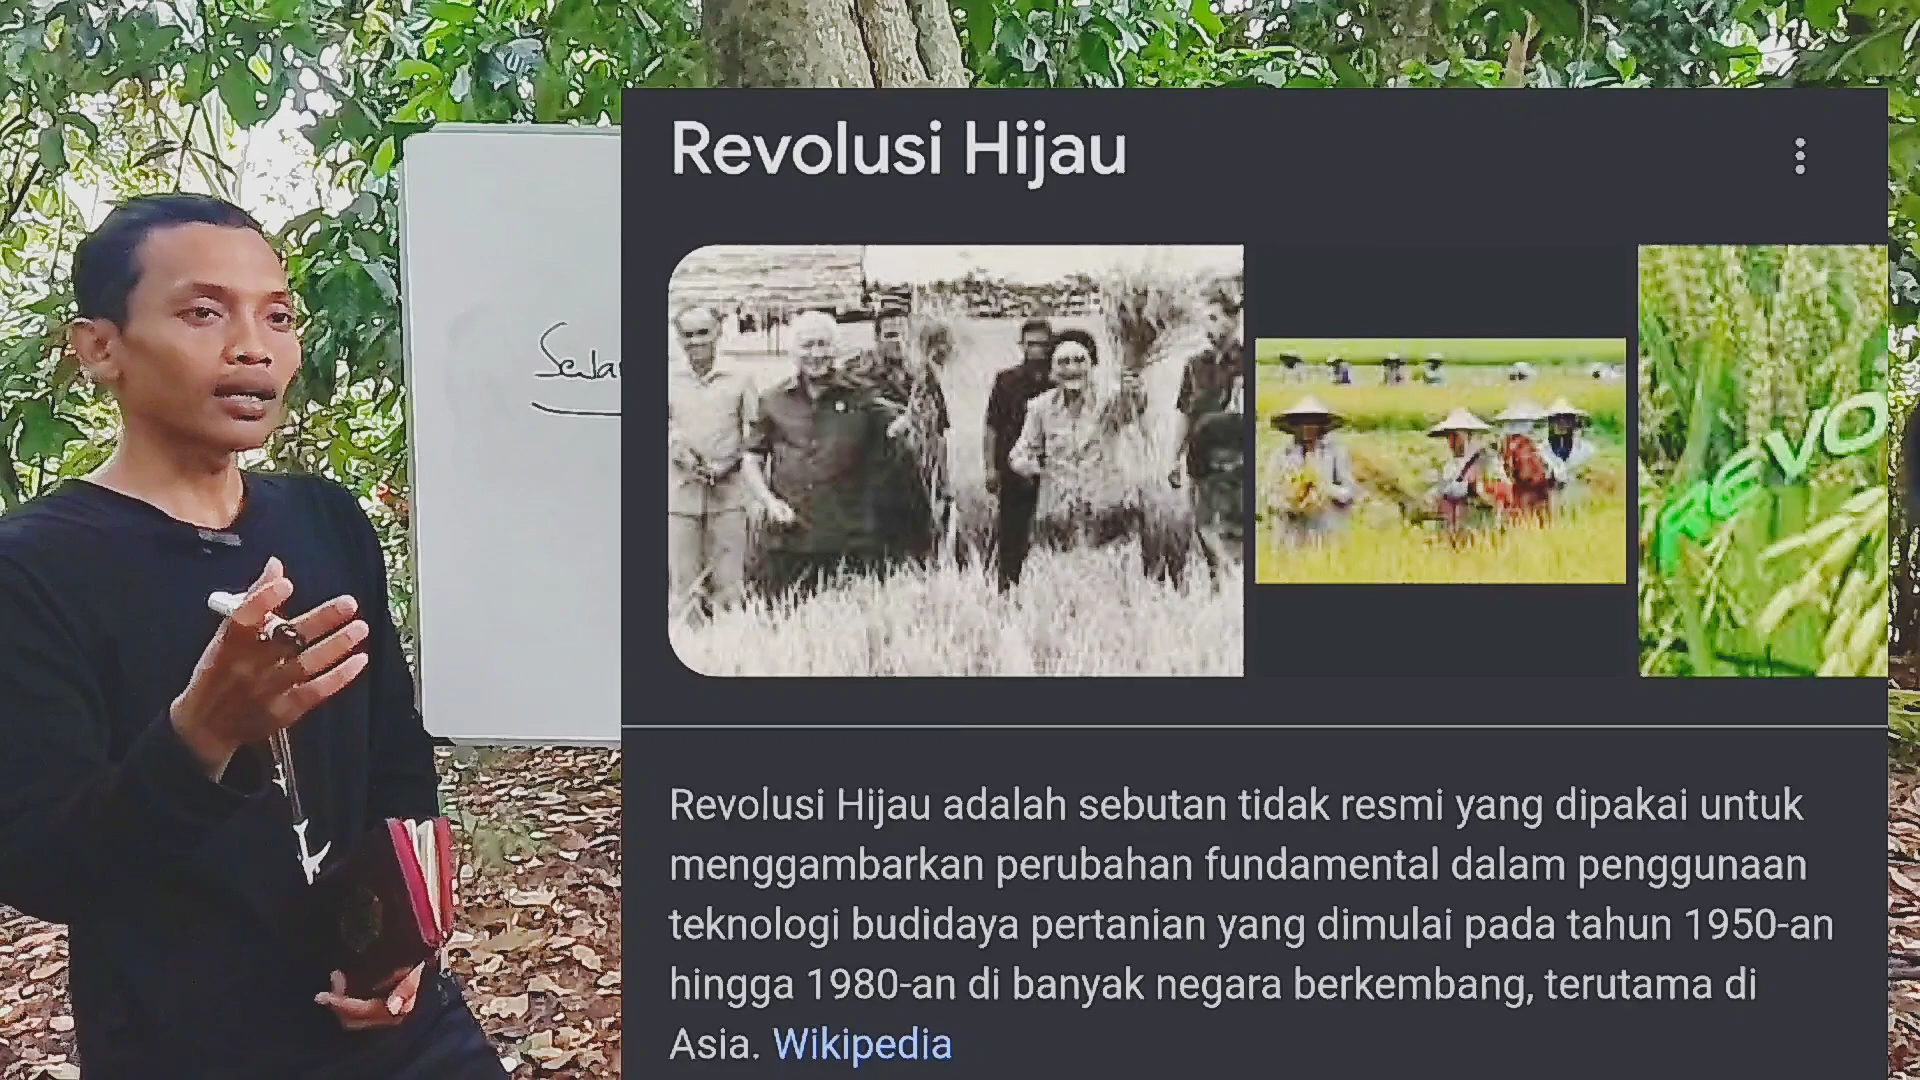 Revolusi Hijau
REVO
Revolusi Hijau adalah sebutan tidak resmi yang dipakai untuk
menggambarkan perubahan fundamental dalam penggunaan
teknologi budidaya pertanian yang dimulai pada tahun 1950-an
hingga 1980-an di banyak negara berkembang, terutama di
Asia. Wikipedia